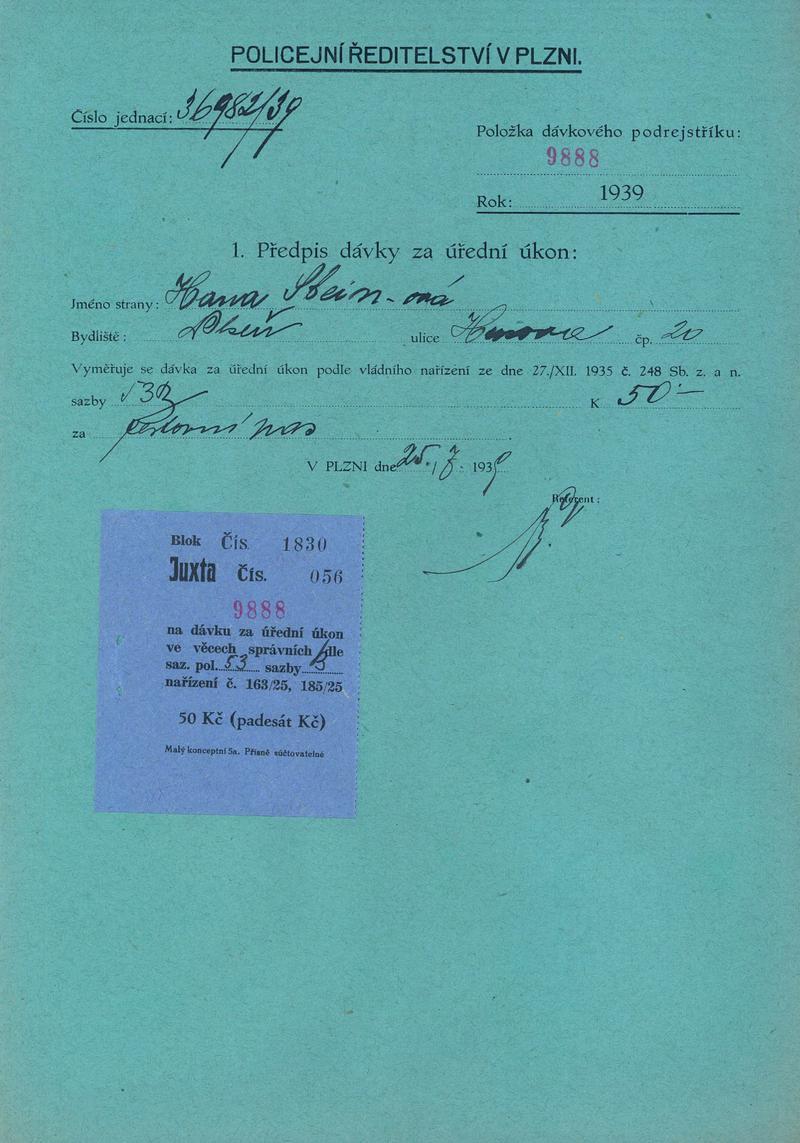 POLICEJNÍ ŘEDITELSTVÍ V PLZNI.
Číslo jednací: 36982/39
Položka dávkového podrejstříku:
9888
Rok: 1939
1. Předpis dávky za úřední úkon:
Jméno strany: Hana Stein-ová
Bydliště: Plzeň ulice čp. 20
Vyměřuje se dávka za úřední úkon podle vládního nařízení ze dne 27./XII. 1935 č. 248 Sb. z. a n.
sazby 53B K 50·—
za cestovní pas
V PLZNI dne 25./7. 1939
Referent:
Blok Čís. 1830
Juxta Čís. 056
9888
na dávku za úřední úkon
ve věcech správních dle
saz. pol. 53 sazby B
nařízení č. 163/25, 185/25
50 Kč (padesát Kč)
Malý konceptní 5a. Přísně súčtovatelné